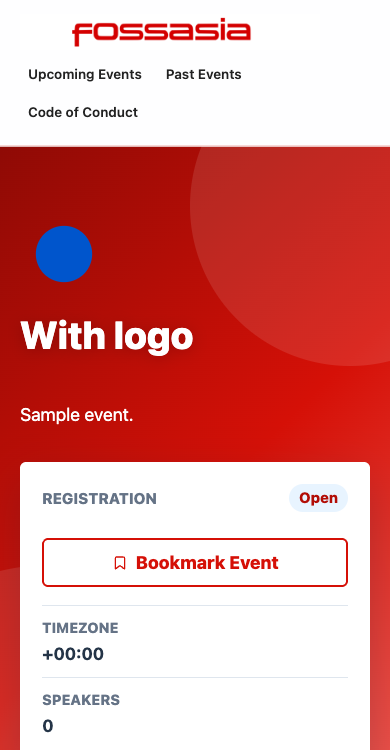 FOSSASIA
Upcoming Events
Past Events
Code of Conduct
With logo
Sample event.
REGISTRATION
Open
Bookmark Event
TIMEZONE
+00:00
SPEAKERS
0